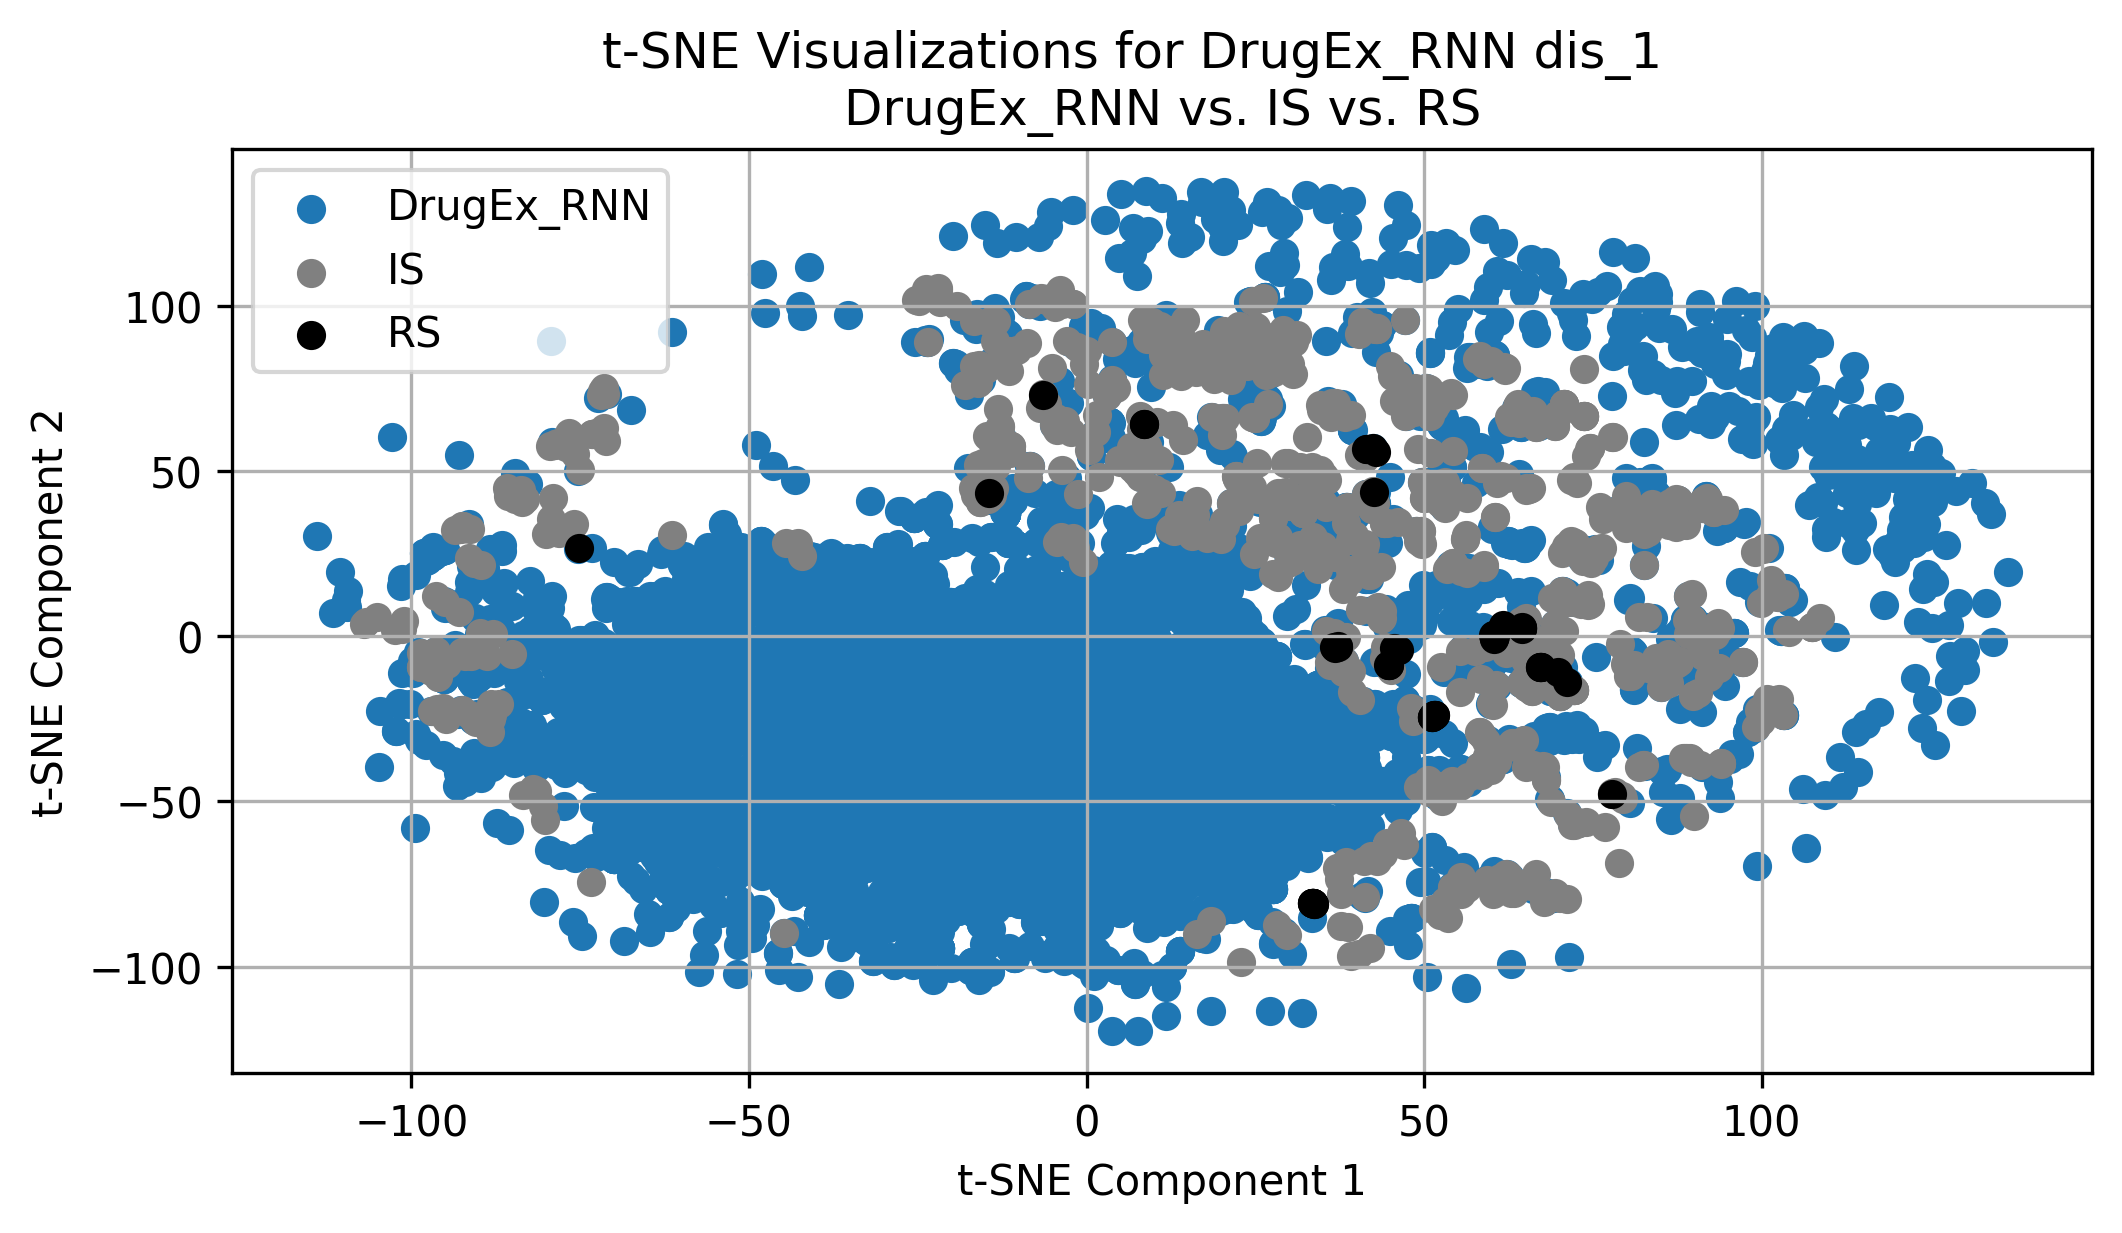 t-SNE Visualizations for DrugEx_RNN dis_1
DrugEx_RNN vs. IS vs. RS
DrugEx_RNN
IS
RS
t-SNE Component 2
100
50
0
−50
−100
−100
−50
0
50
100
t-SNE Component 1